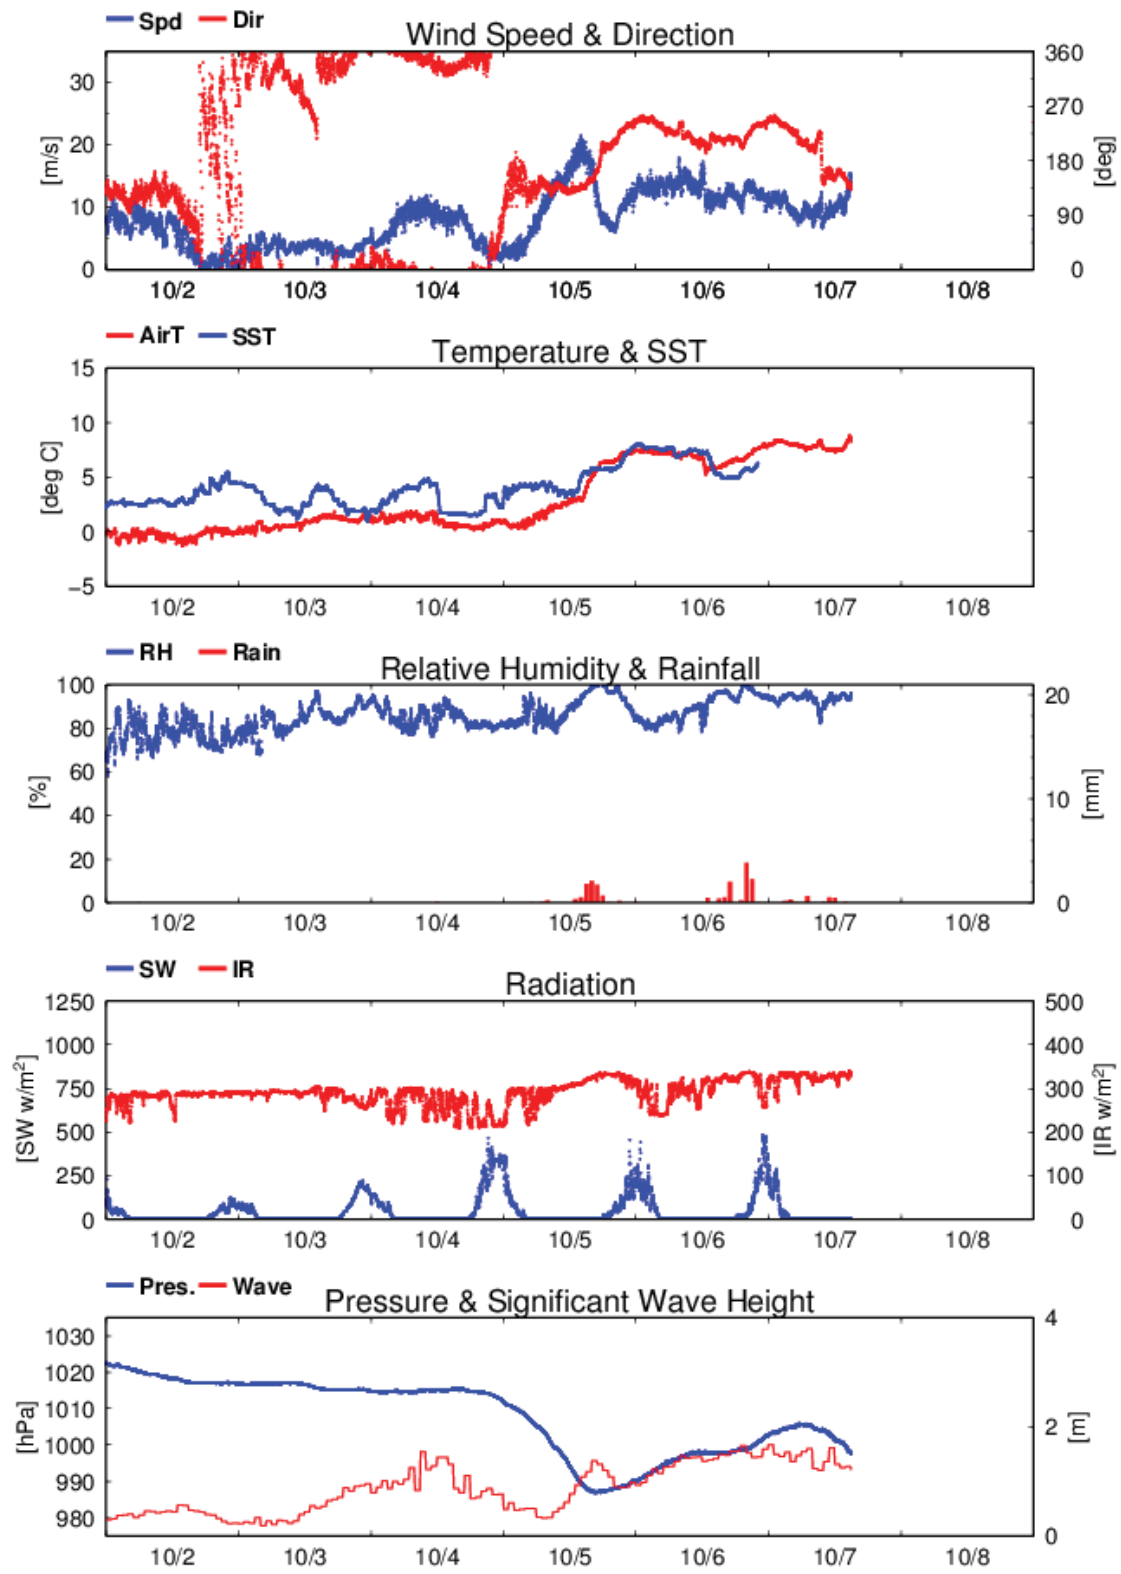 Spd Dir
Wind Speed & Direction
30
20
10
0
[m/s]
360
270
180
90
0
[deg]
10/2 10/3 10/4 10/5 10/6 10/7 10/8
AirT SST
Temperature & SST
15
10
5
0
−5
[deg C]
10/2 10/3 10/4 10/5 10/6 10/7 10/8
RH Rain
Relative Humidity & Rainfall
100
80
60
40
20
0
[%]
20
10
0
[mm]
10/2 10/3 10/4 10/5 10/6 10/7 10/8
SW IR
Radiation
1250
1000
750
500
250
0
[SW w/m²]
500
400
300
200
100
0
[IR w/m²]
10/2 10/3 10/4 10/5 10/6 10/7 10/8
Pres. Wave
Pressure & Significant Wave Height
1030
1020
1010
1000
990
980
[hPa]
4
2
0
[m]
10/2 10/3 10/4 10/5 10/6 10/7 10/8